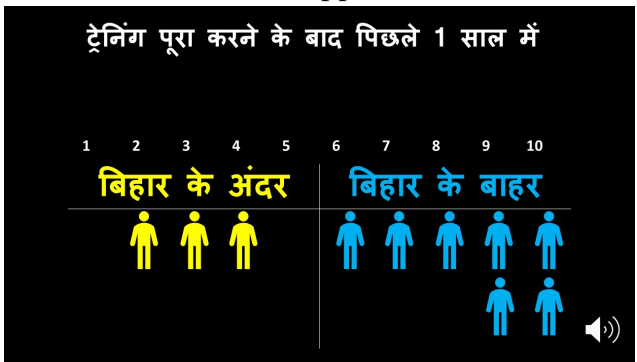 ट्रेनिंग पूरा करने के बाद पिछले 1 साल में
1 2 3 4 5 6 7 8 9 10
बिहार के अंदर बिहार के बाहर